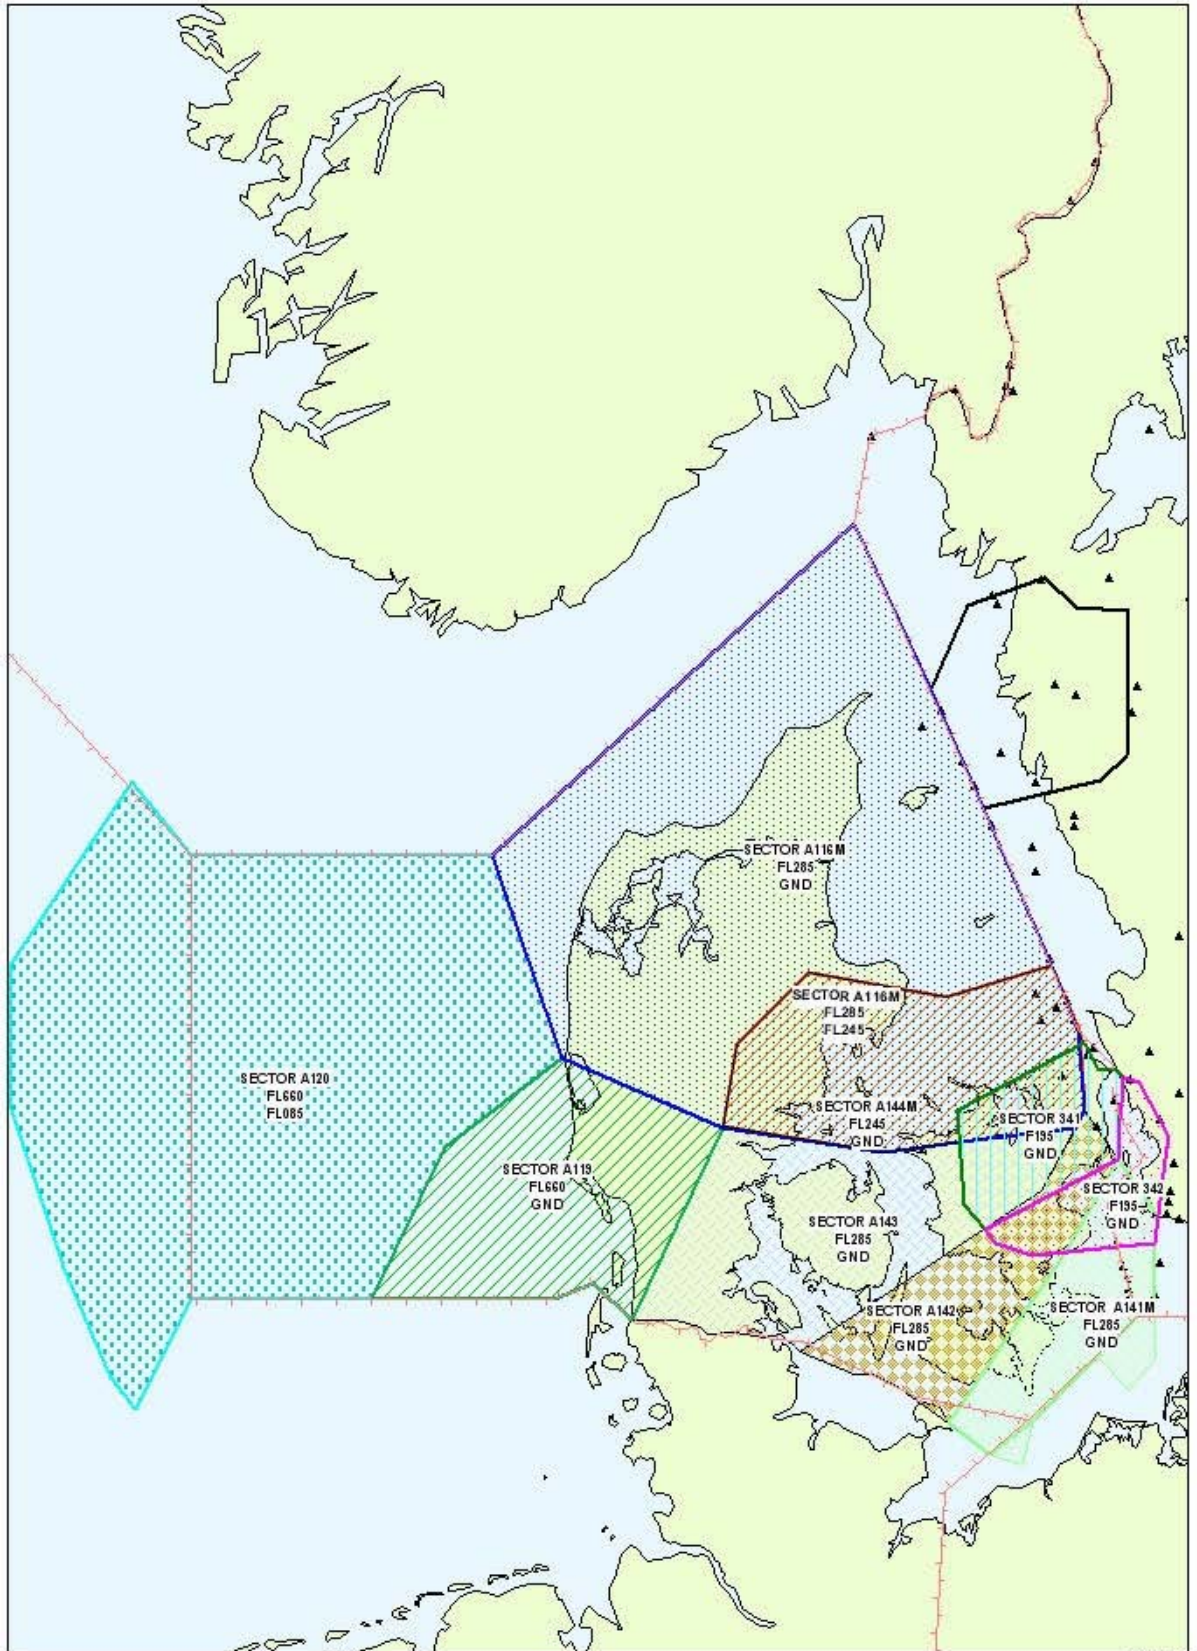 SECTOR A116M
FL285
GND
SECTOR A116M
FL285
FL245
SECTOR A120
FL660
FL085
SECTOR A144M
FL245
GND
SECTOR 341
F195
GND
SECTOR A119
FL660
GND
SECTOR 342
F195
GND
SECTOR A143
FL285
GND
SECTOR A142
FL285
GND
SECTOR A141M
FL285
GND